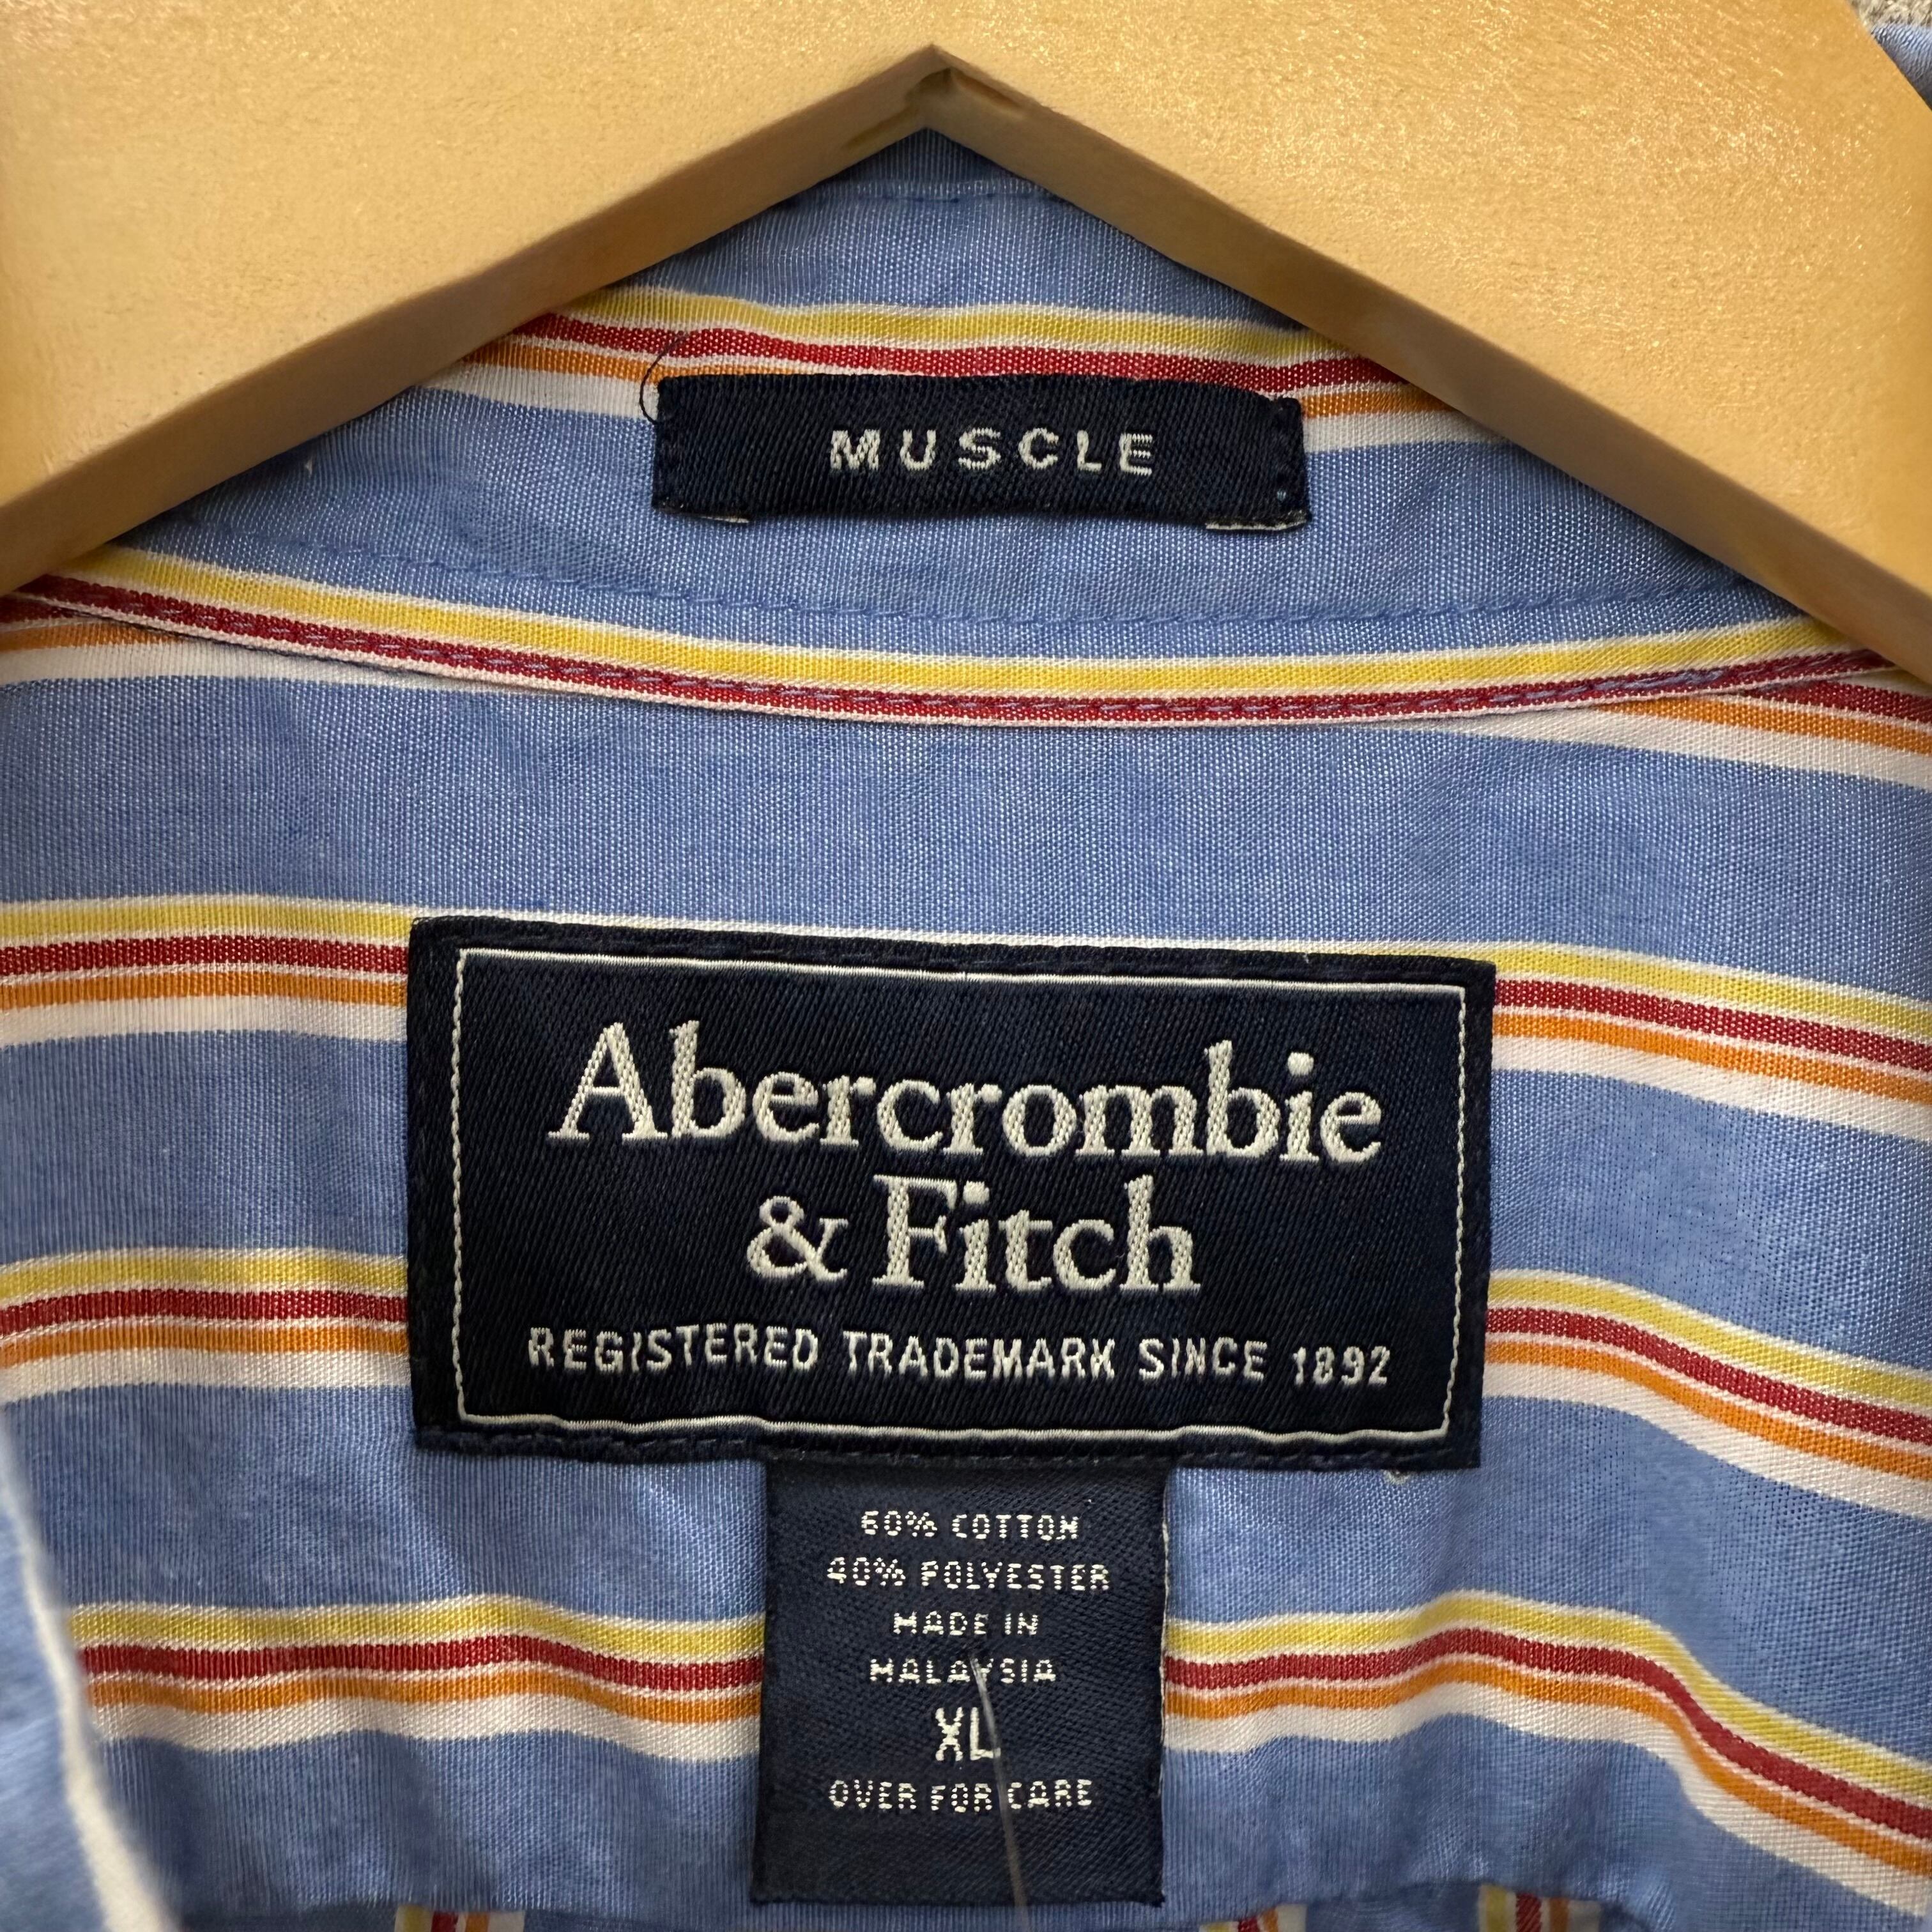 MUSCLE
Abercrombie
& Fitch
REGISTERED TRADEMARK SINCE 1892
60% COTTON
40% POLYESTER
MADE IN
MALAYSIA
XL
OVER FOR CARE